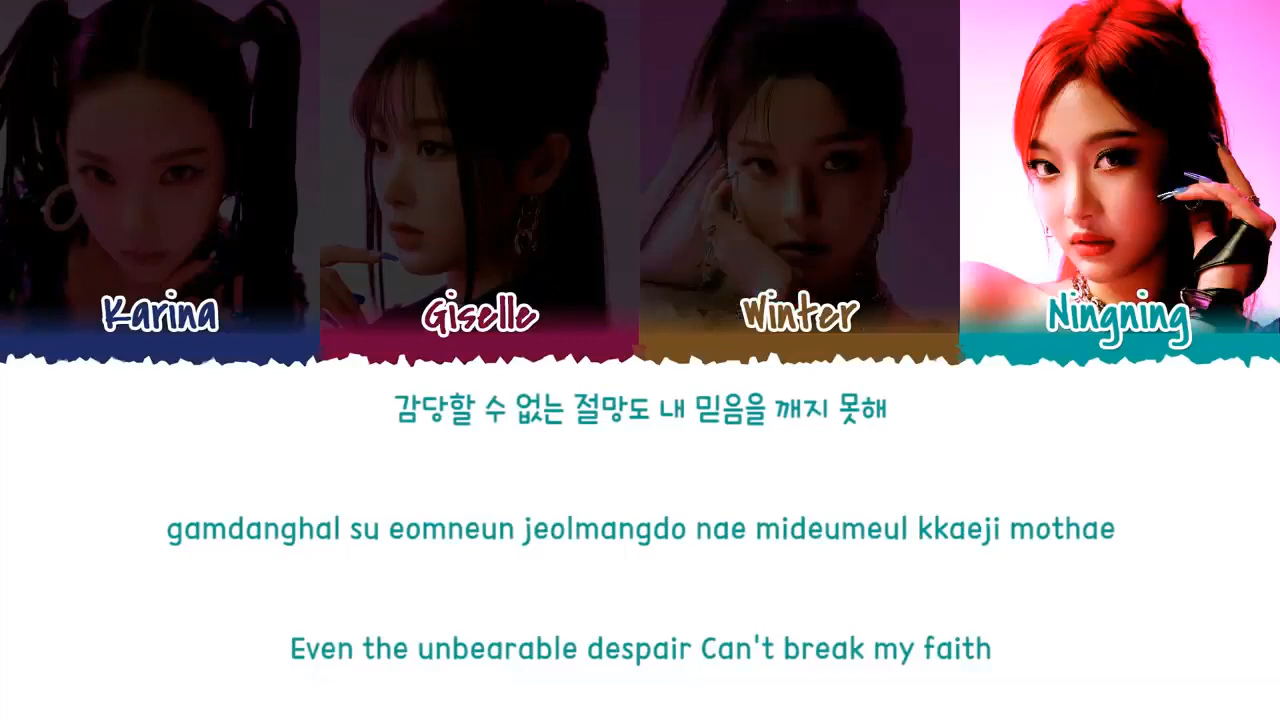 Karina
Giselle
Winter
Ningning
감당할 수 없는 절망도 내 믿음을 깨지 못해
gamdanghal su eomneun jeolmangdo nae mideumeul kkaeji mothae
Even the unbearable despair Can't break my faith